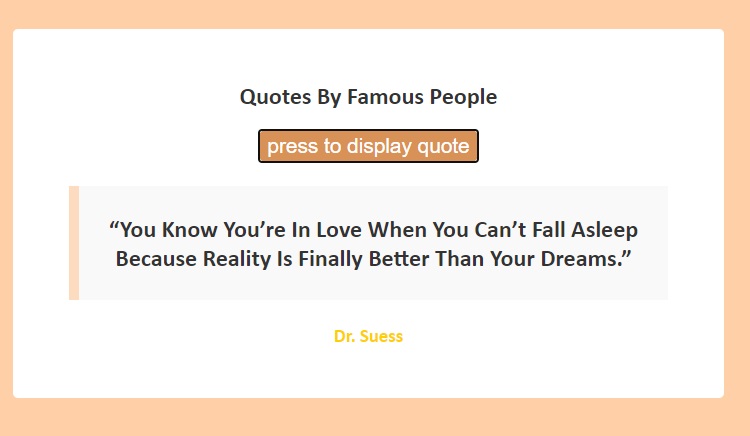 Quotes By Famous People
press to display quote
“You Know You’re In Love When You Can’t Fall Asleep
Because Reality Is Finally Better Than Your Dreams.”
Dr. Suess